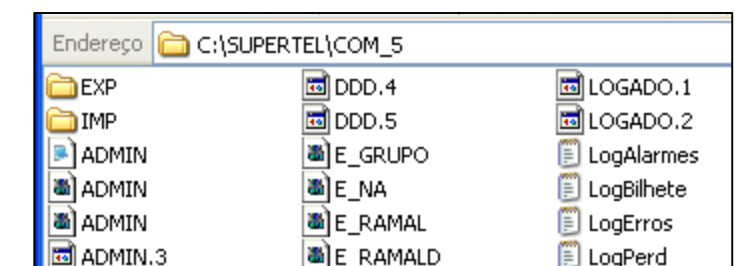 Endereço C:\SUPERTEL\COM_5
EXP DDD.4 LOGADO.1
IMP DDD.5 LOGADO.2
ADMIN E_GRUPO LogAlarmes
ADMIN E_NA LogBilhete
ADMIN E_RAMAL LogErros
ADMIN.3 E_RAMALD LogPerd